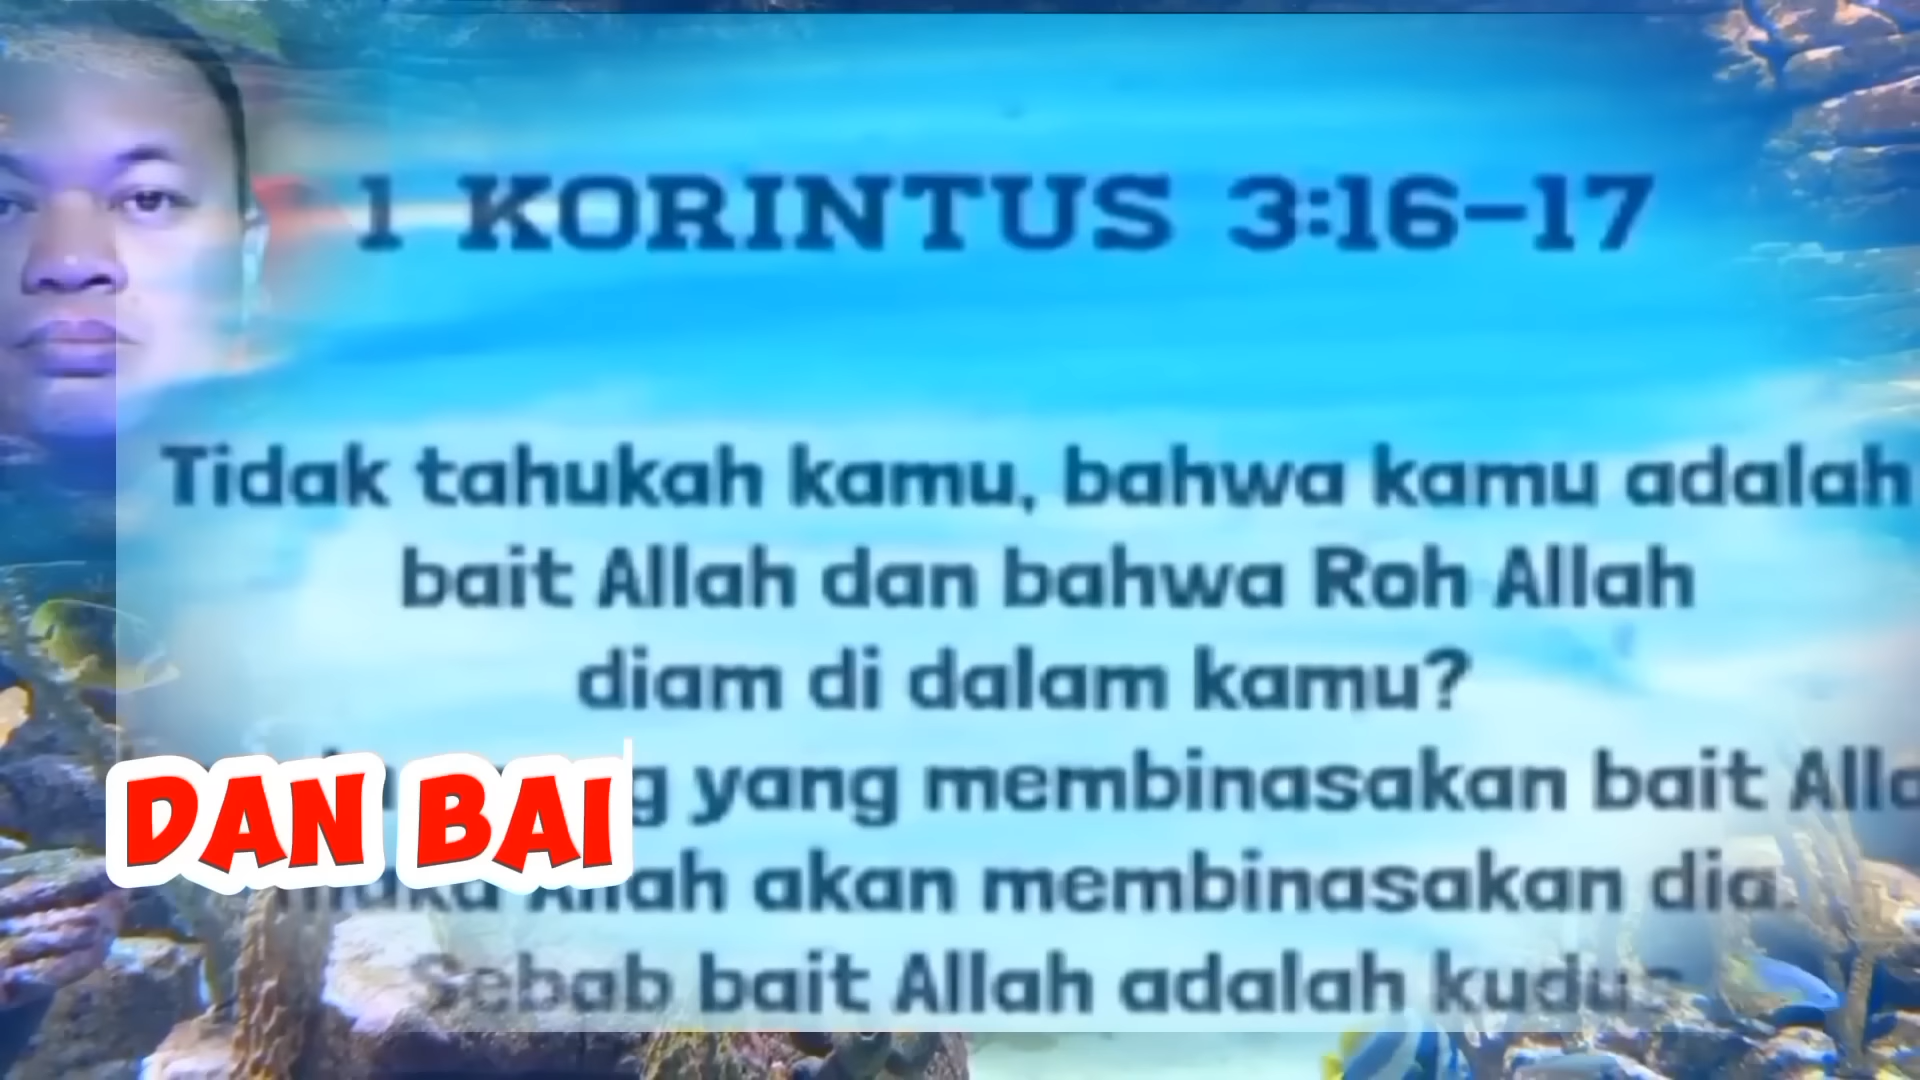 1 KORINTUS 3:16-17
Tidak tahukah kamu, bahwa kamu adalah
bait Allah dan bahwa Roh Allah
diam di dalam kamu?
yang membinasakan bait
akan membinasakan dia.
Sebab bait Allah adalah kudus
DAN BAI